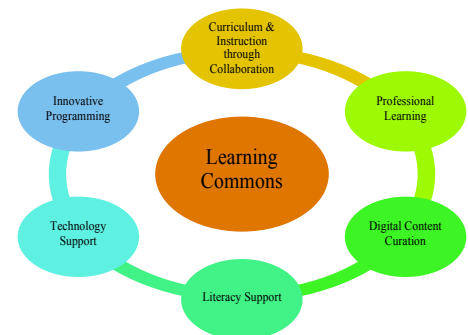 Curriculum &
Instruction
through
Collaboration
Innovative
Programming
Professional
Learning
Learning
Commons
Technology
Support
Digital Content
Curation
Literacy Support